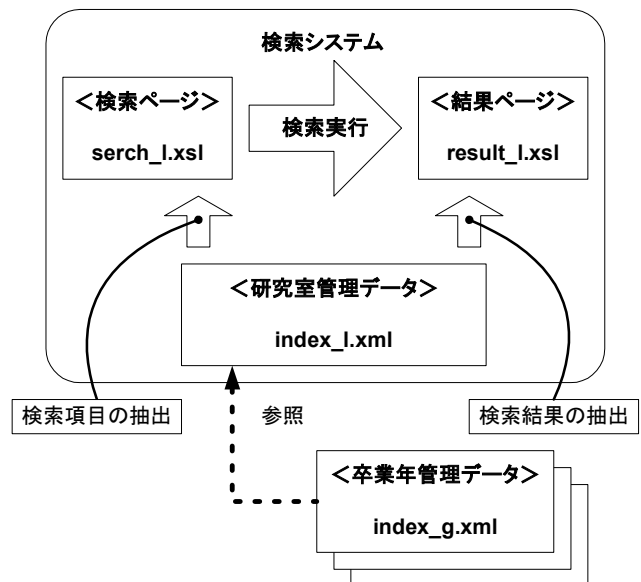 検索システム
＜検索ページ＞
serch_l.xsl
検索実行
＜結果ページ＞
result_l.xsl
＜研究室管理データ＞
index_l.xml
検索項目の抽出
参照
検索結果の抽出
＜卒業年管理データ＞
index_g.xml